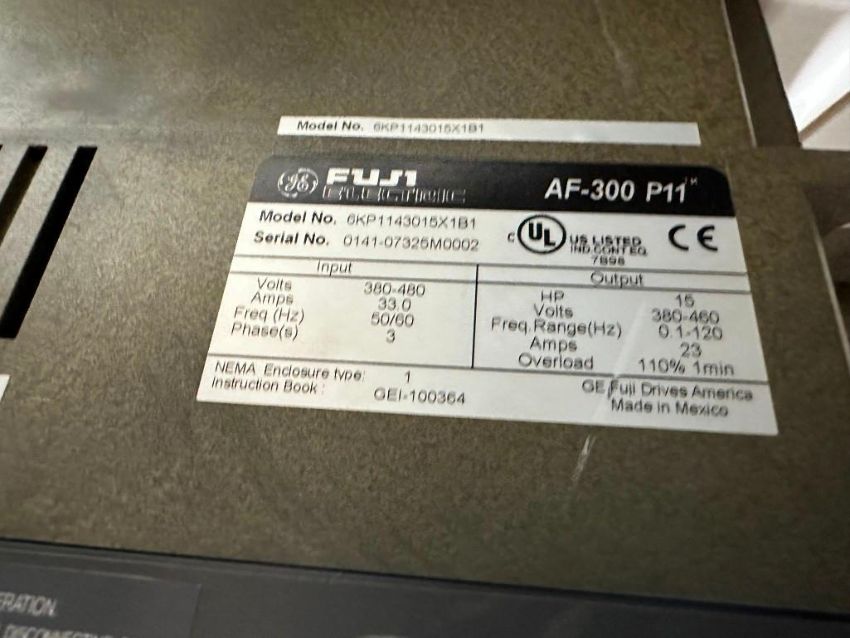 Model No. 6KP1143015X1B1
GE FUJI ELECTRIC AF-300 P11
Model No. 6KP1143015X1B1
Serial No. 0141-07325M0002
C UL US LISTED CE
IND.CONT.EQ.
7B98
Input Output
Volts 380-480
Amps 33.0
Freq (Hz) 50/60
Phase(s) 3
HP 15
Volts 380-460
Freq.Range(Hz) 0.1-120
Amps 23
Overload 110% 1min
NEMA Enclosure type: 1
Instruction Book: GEI-100364
GE Fuji Drives America
Made in Mexico
ERATION.